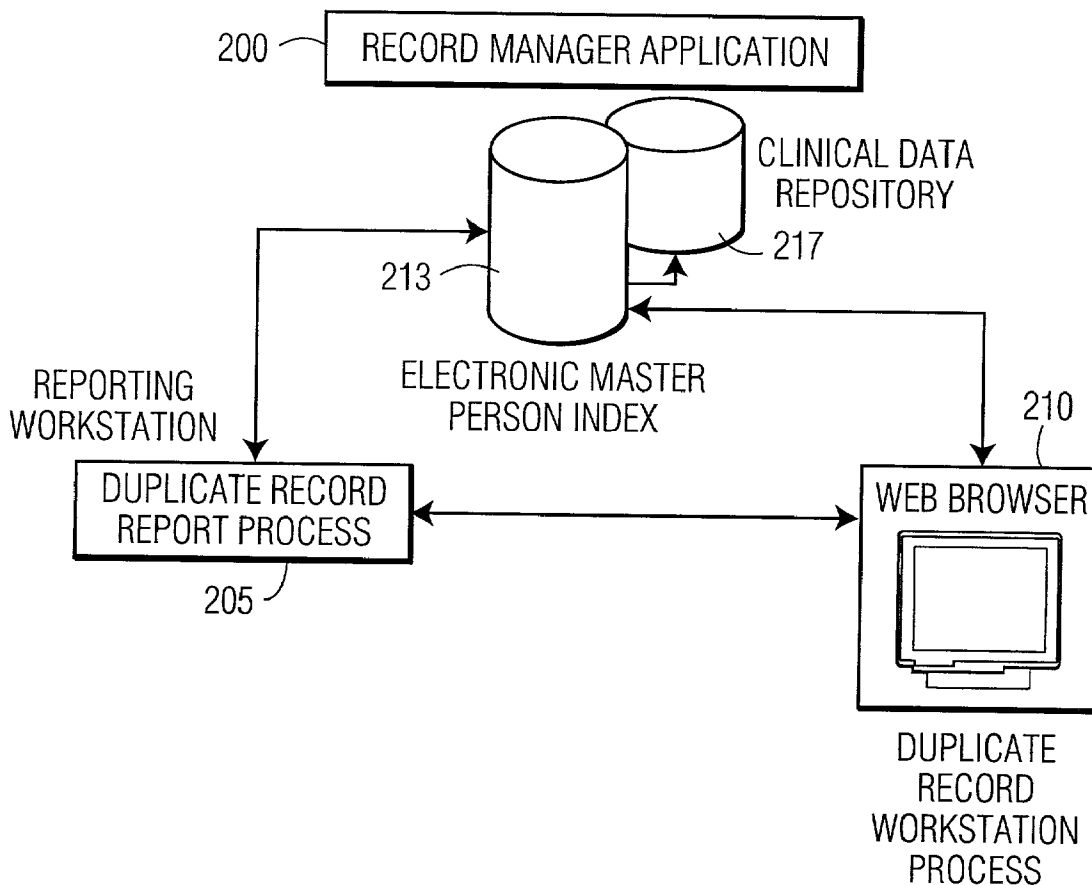 200
RECORD MANAGER APPLICATION
CLINICAL DATA
REPOSITORY
217
213
ELECTRONIC MASTER
PERSON INDEX
REPORTING
WORKSTATION
DUPLICATE RECORD
REPORT PROCESS
205
210
WEB BROWSER
DUPLICATE
RECORD
WORKSTATION
PROCESS